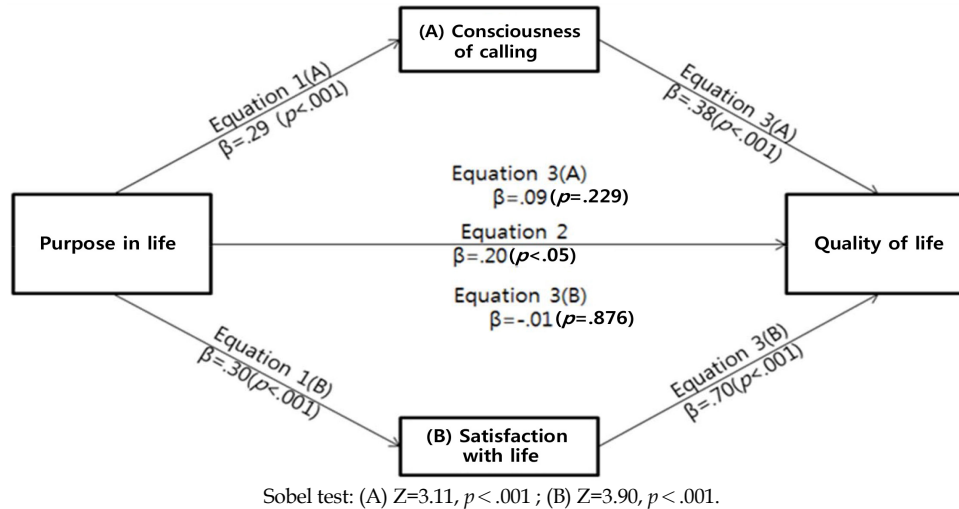 (A) Consciousness
of calling
Equation 1(A)
β=.29 (p<.001)
Equation 3(A)
β=.38(p<.001)
Equation 3(A)
β=.09(p=.229)
Purpose in life
Equation 2
β=.20(p<.05)
Quality of life
Equation 3(B)
β=-.01(p=.876)
Equation 1(B)
β=.30(p<.001)
Equation 3(B)
β=.70(p<.001)
(B) Satisfaction
with life
Sobel test: (A) Z=3.11, p < .001 ; (B) Z=3.90, p < .001.